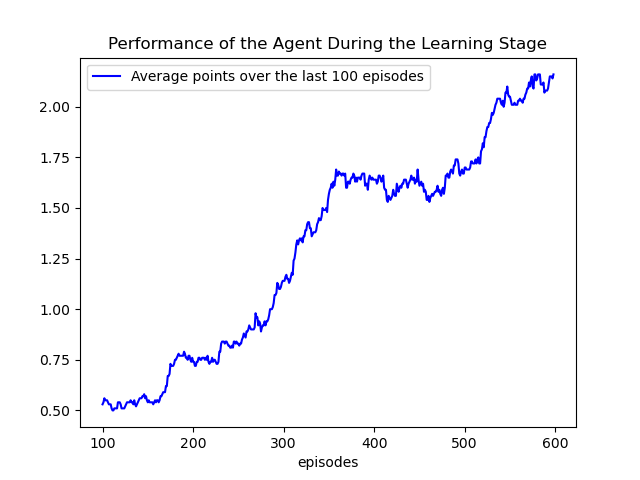 Performance of the Agent During the Learning Stage
Average points over the last 100 episodes
2.00
1.75
1.50
1.25
1.00
0.75
0.50
100 200 300 400 500 600
episodes